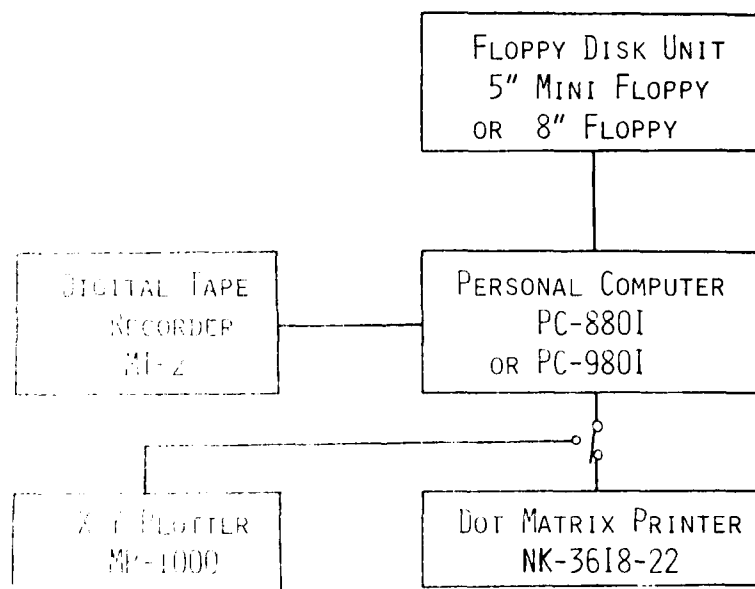 FLOPPY DISK UNIT
5" MINI FLOPPY
OR 8" FLOPPY
DIGITAL TAPE
RECORDER
PERSONAL COMPUTER
PC-8801
OR PC-9801
X Y PLOTTER
MP-1000
DOT MATRIX PRINTER
NK-3618-22